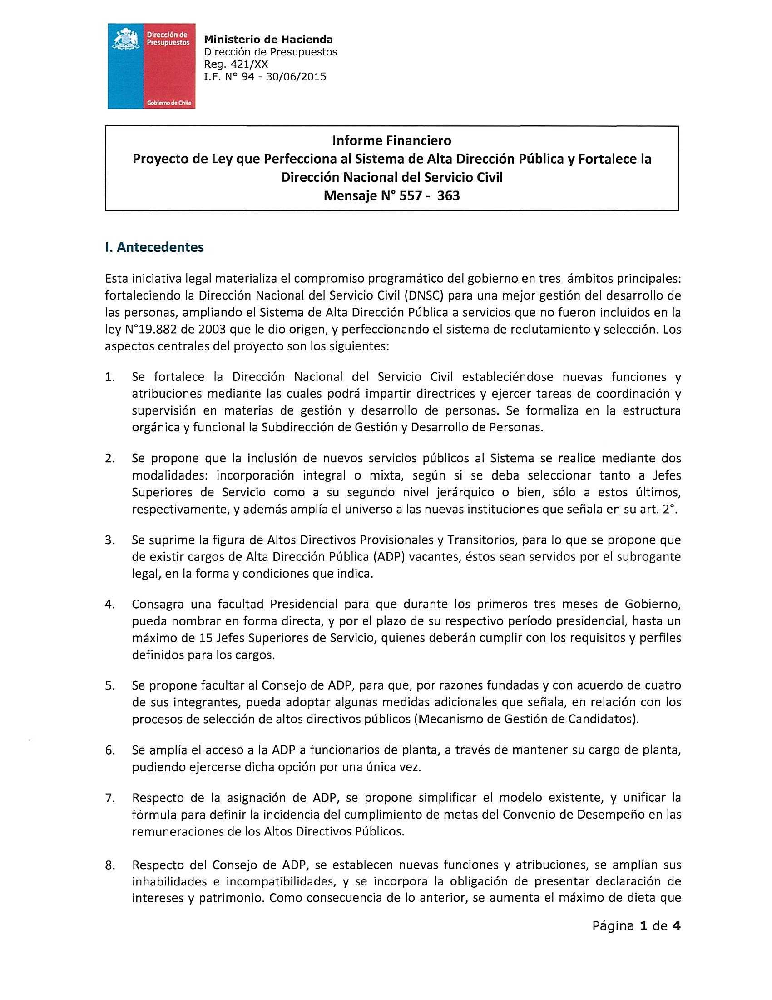 Dirección de
Presupuestos
Gobierno de Chile
Ministerio de Hacienda
Dirección de Presupuestos
Reg. 421/XX
I.F. N° 94 - 30/06/2015
Informe Financiero
Proyecto de Ley que Perfecciona al Sistema de Alta Dirección Pública y Fortalece la
Dirección Nacional del Servicio Civil
Mensaje N° 557 - 363
I. Antecedentes
Esta iniciativa legal materializa el compromiso programático del gobierno en tres ámbitos principales:
fortaleciendo la Dirección Nacional del Servicio Civil (DNSC) para una mejor gestión del desarrollo de
las personas, ampliando el Sistema de Alta Dirección Pública a servicios que no fueron incluidos en la
ley N°19.882 de 2003 que le dio origen, y perfeccionando el sistema de reclutamiento y selección. Los
aspectos centrales del proyecto son los siguientes:
1. Se fortalece la Dirección Nacional del Servicio Civil estableciéndose nuevas funciones y
atribuciones mediante las cuales podrá impartir directrices y ejercer tareas de coordinación y
supervisión en materias de gestión y desarrollo de personas. Se formaliza en la estructura
orgánica y funcional la Subdirección de Gestión y Desarrollo de Personas.
2. Se propone que la inclusión de nuevos servicios públicos al Sistema se realice mediante dos
modalidades: incorporación integral o mixta, según si se deba seleccionar tanto a Jefes
Superiores de Servicio como a su segundo nivel jerárquico o bien, sólo a estos últimos,
respectivamente, y además amplía el universo a las nuevas instituciones que señala en su art. 2°.
3. Se suprime la figura de Altos Directivos Provisionales y Transitorios, para lo que se propone que
de existir cargos de Alta Dirección Pública (ADP) vacantes, éstos sean servidos por el subrogante
legal, en la forma y condiciones que indica.
4. Consagra una facultad Presidencial para que durante los primeros tres meses de Gobierno,
pueda nombrar en forma directa, y por el plazo de su respectivo período presidencial, hasta un
máximo de 15 Jefes Superiores de Servicio, quienes deberán cumplir con los requisitos y perfiles
definidos para los cargos.
5. Se propone facultar al Consejo de ADP, para que, por razones fundadas y con acuerdo de cuatro
de sus integrantes, pueda adoptar algunas medidas adicionales que señala, en relación con los
procesos de selección de altos directivos públicos (Mecanismo de Gestión de Candidatos).
6. Se amplía el acceso a la ADP a funcionarios de planta, a través de mantener su cargo de planta,
pudiendo ejercerse dicha opción por una única vez.
7. Respecto de la asignación de ADP, se propone simplificar el modelo existente, y unificar la
fórmula para definir la incidencia del cumplimiento de metas del Convenio de Desempeño en las
remuneraciones de los Altos Directivos Públicos.
8. Respecto del Consejo de ADP, se establecen nuevas funciones y atribuciones, se amplían sus
inhabilidades e incompatibilidades, y se incorpora la obligación de presentar declaración de
intereses y patrimonio. Como consecuencia de lo anterior, se aumenta el máximo de dieta que
Página 1 de 4